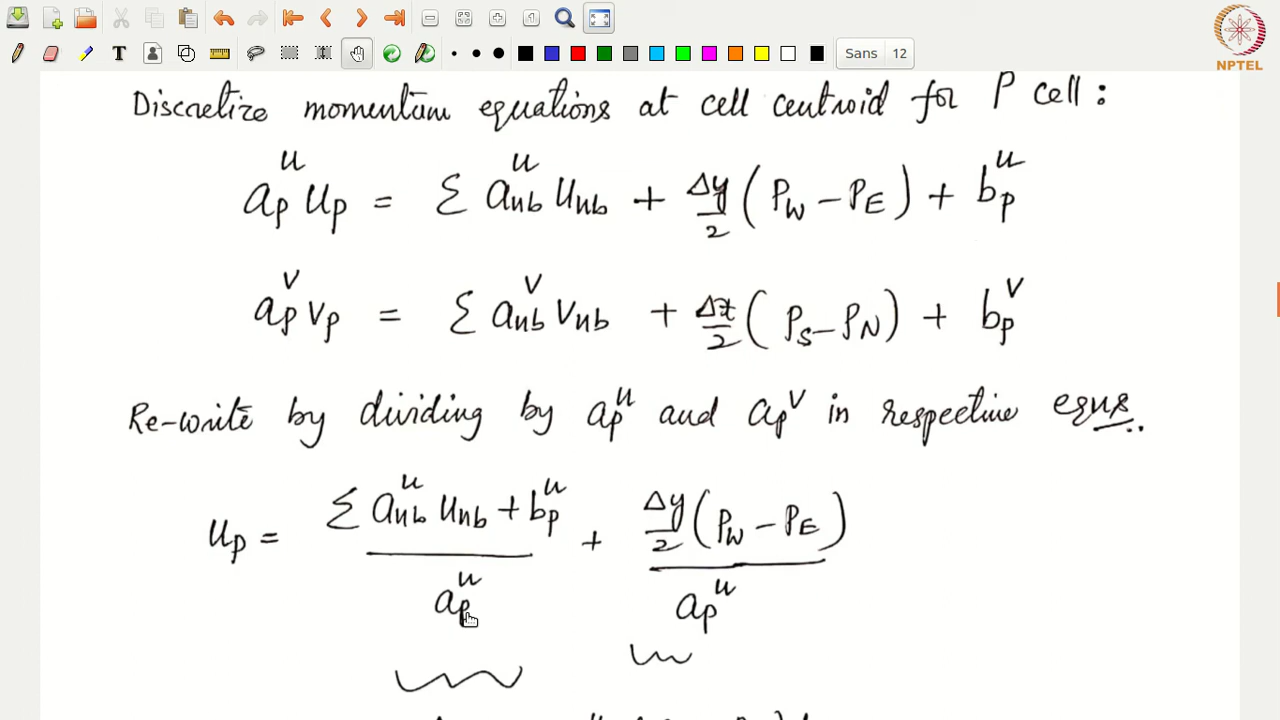 Sans 12
NPTEL
Discretize momentum equations at cell centroid for P cell :
a_P^u u_P = Σ a_nb^u u_nb + Δy/2 (P_W − P_E) + b_P^u
a_P^v v_P = Σ a_nb^v v_nb + Δx/2 (P_S − P_N) + b_P^v
Re-write by dividing by a_P^u and a_P^v in respective eqns.
u_P = (Σ a_nb^u u_nb + b_P^u) / a_P^u + (Δy/2 (P_W − P_E)) / a_P^u